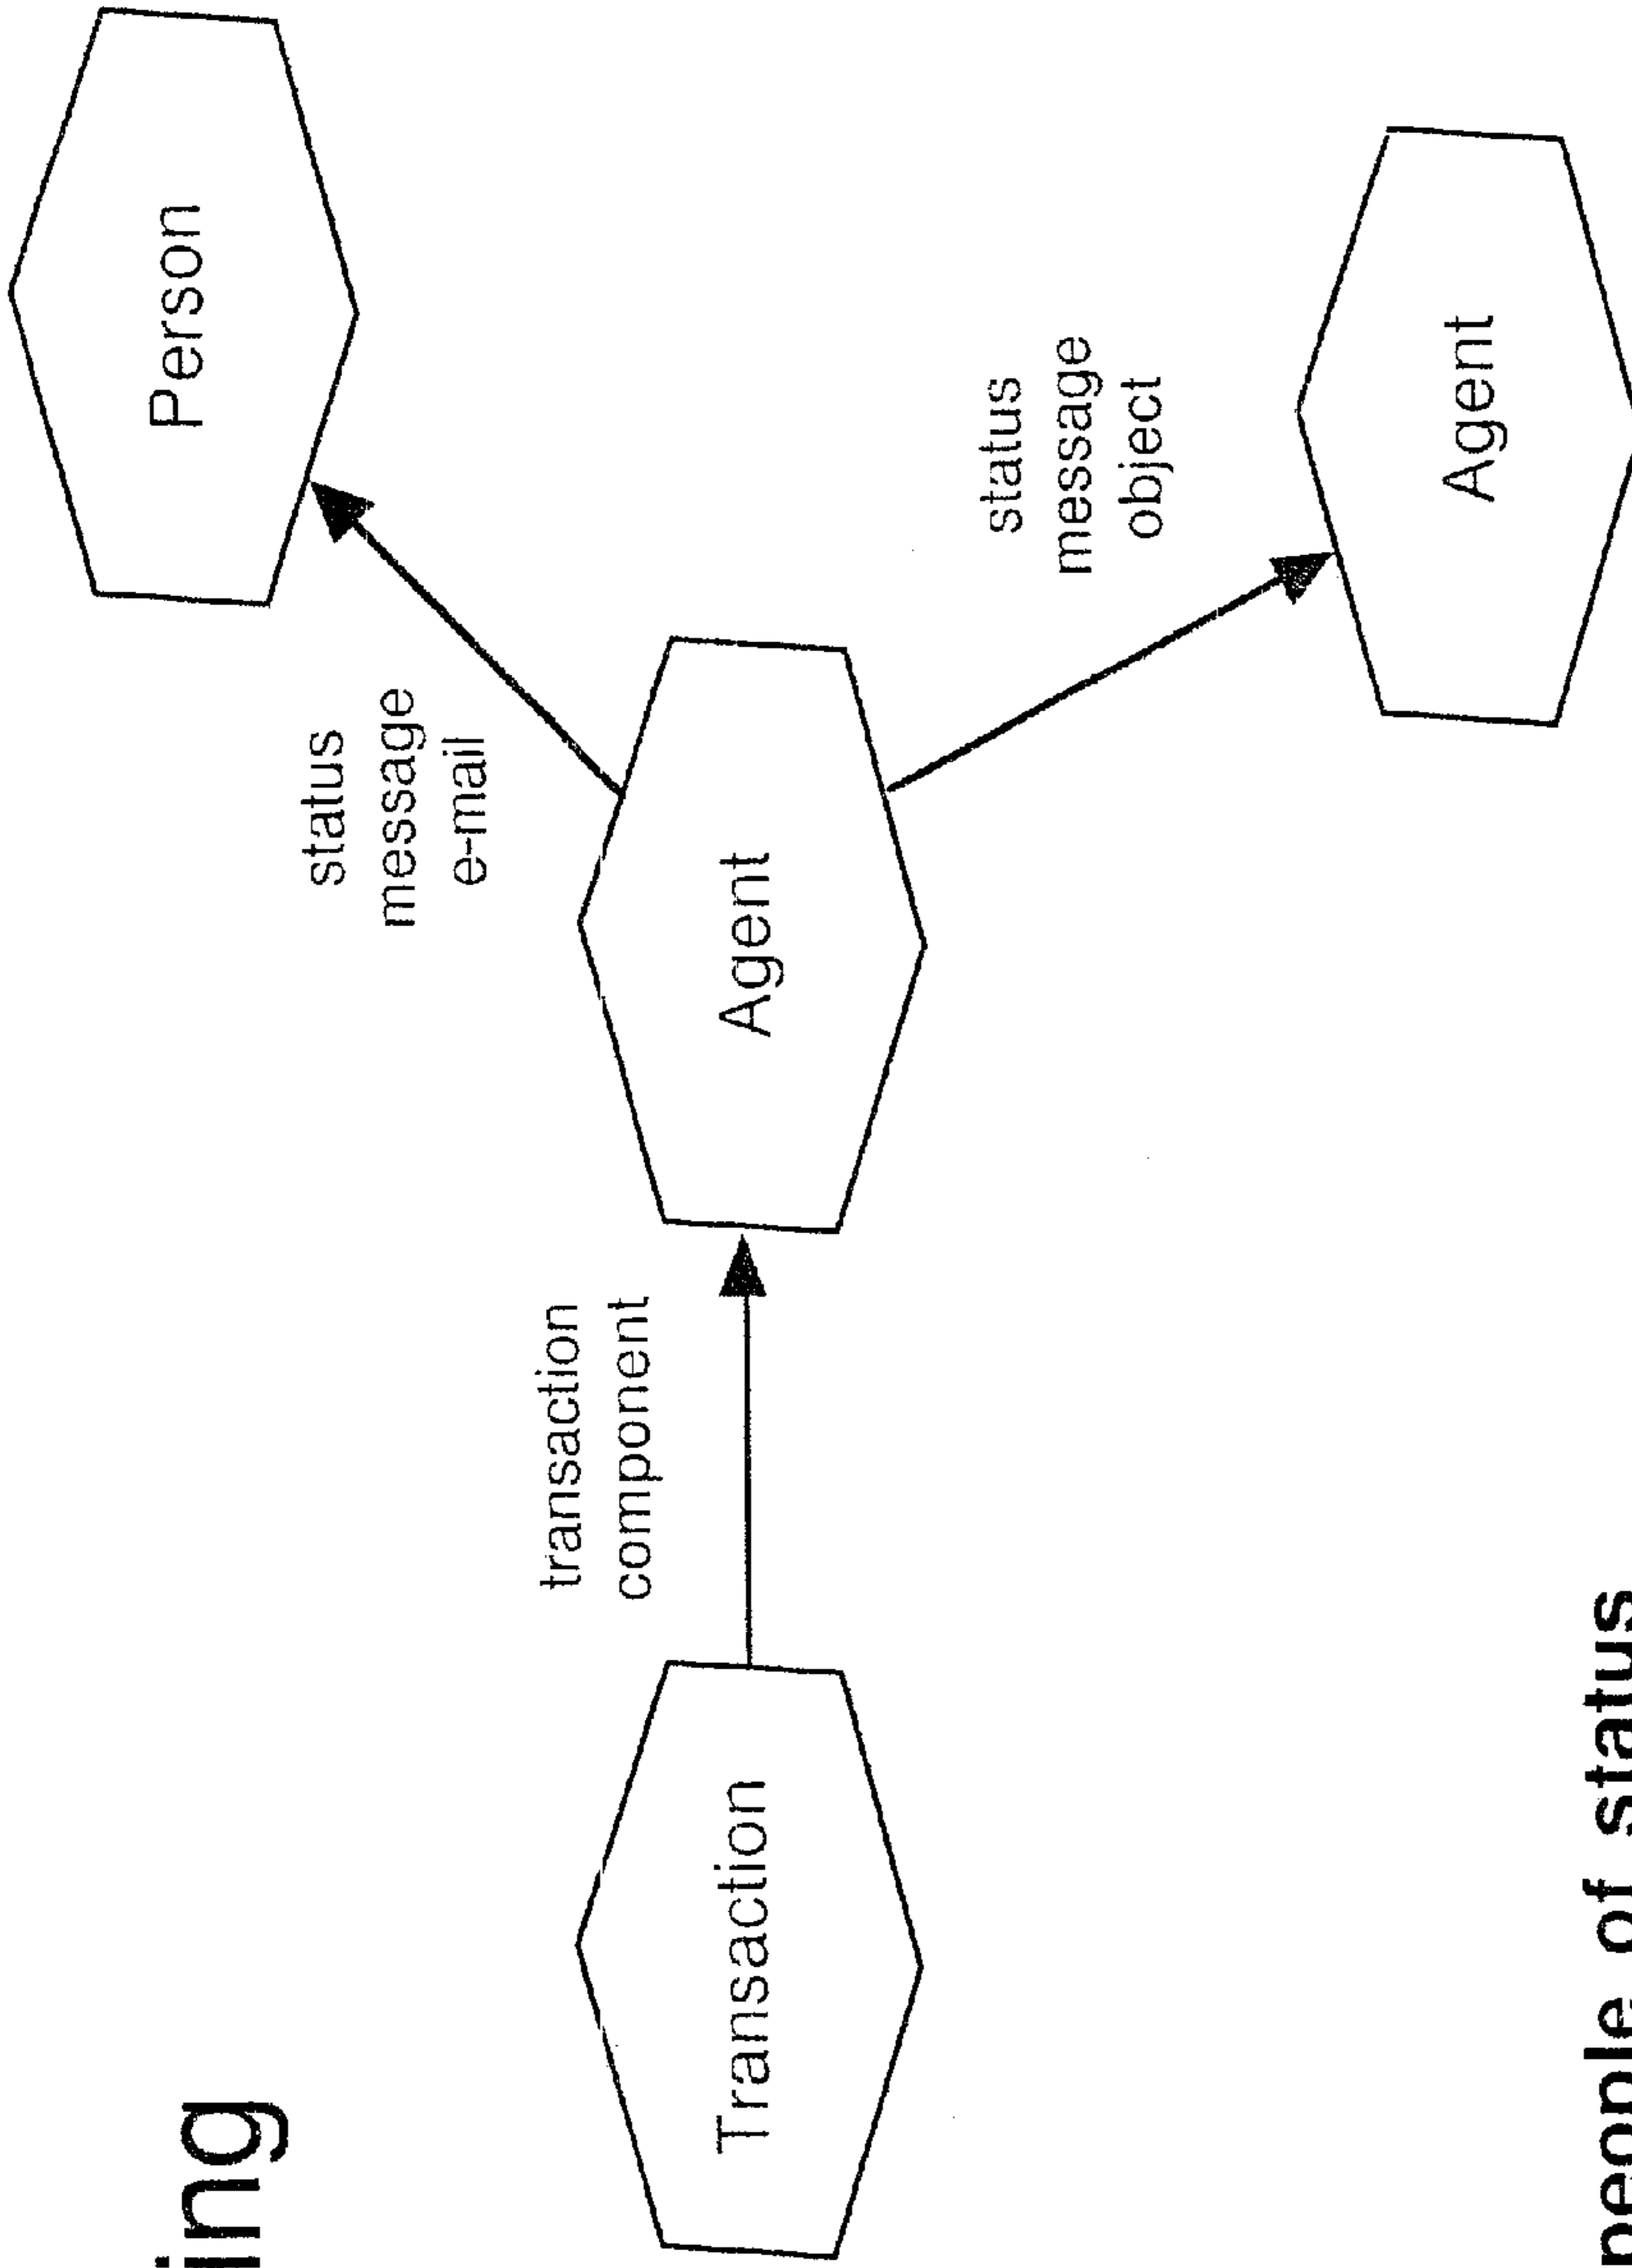 ing
Person
status
message
e-mail
transaction
component
Transaction
Agent
status
message
object
Agent
people of status